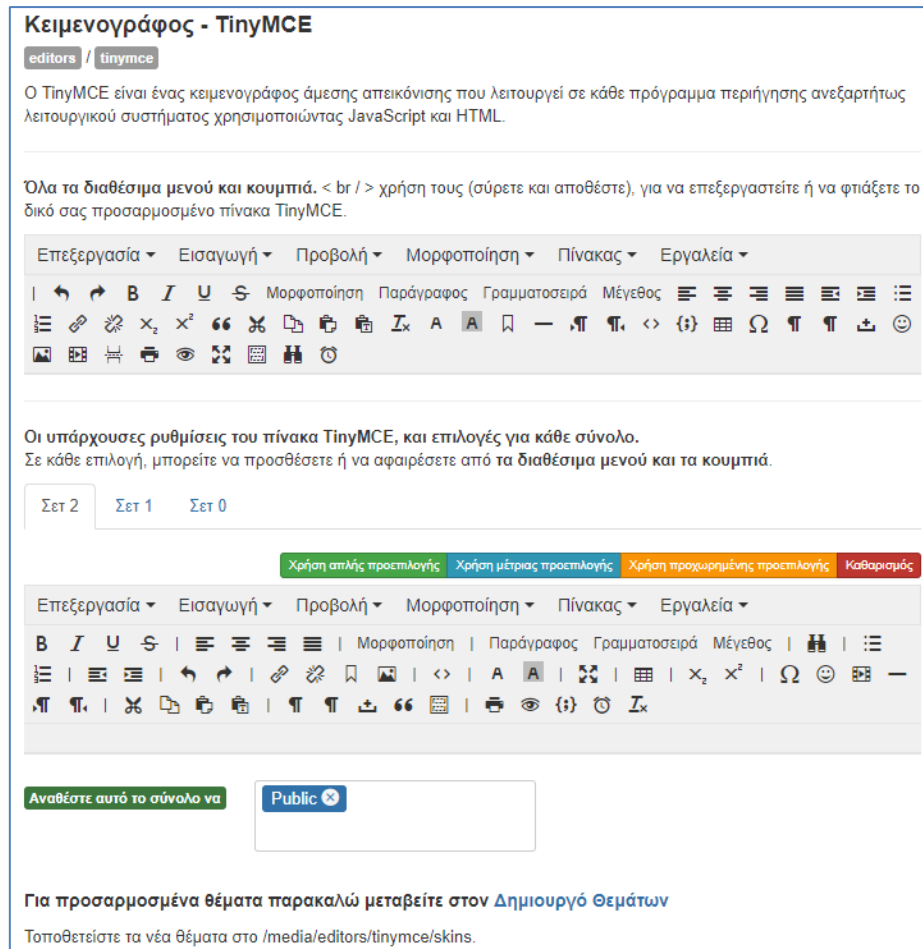 Κειμενογράφος - TinyMCE
editors / tinymce
Ο TinyMCE είναι ένας κειμενογράφος άμεσης απεικόνισης που λειτουργεί σε κάθε πρόγραμμα περιήγησης ανεξαρτήτως
λειτουργικού συστήματος χρησιμοποιώντας JavaScript και HTML.
Όλα τα διαθέσιμα μενού και κουμπιά. < br / > χρήση τους (σύρετε και αποθέστε), για να επεξεργαστείτε ή να φτιάξετε το
δικό σας προσαρμοσμένο πίνακα TinyMCE.
Επεξεργασία Εισαγωγή Προβολή Μορφοποίηση Πίνακας Εργαλεία
Μορφοποίηση Παράγραφος Γραμματοσειρά Μέγεθος
Οι υπάρχουσες ρυθμίσεις του πίνακα TinyMCE, και επιλογές για κάθε σύνολο.
Σε κάθε επιλογή, μπορείτε να προσθέσετε ή να αφαιρέσετε από τα διαθέσιμα μενού και τα κουμπιά.
Σετ 2 Σετ 1 Σετ 0
Χρήση απλής προεπιλογής Χρήση μέτριας προεπιλογής Χρήση προχωρημένης προεπιλογής Καθαρισμός
Επεξεργασία Εισαγωγή Προβολή Μορφοποίηση Πίνακας Εργαλεία
Μορφοποίηση | Παράγραφος Γραμματοσειρά Μέγεθος
Αναθέστε αυτό το σύνολο να Public
Για προσαρμοσμένα θέματα παρακαλώ μεταβείτε στον Δημιουργό Θεμάτων
Τοποθετείστε τα νέα θέματα στο /media/editors/tinymce/skins.